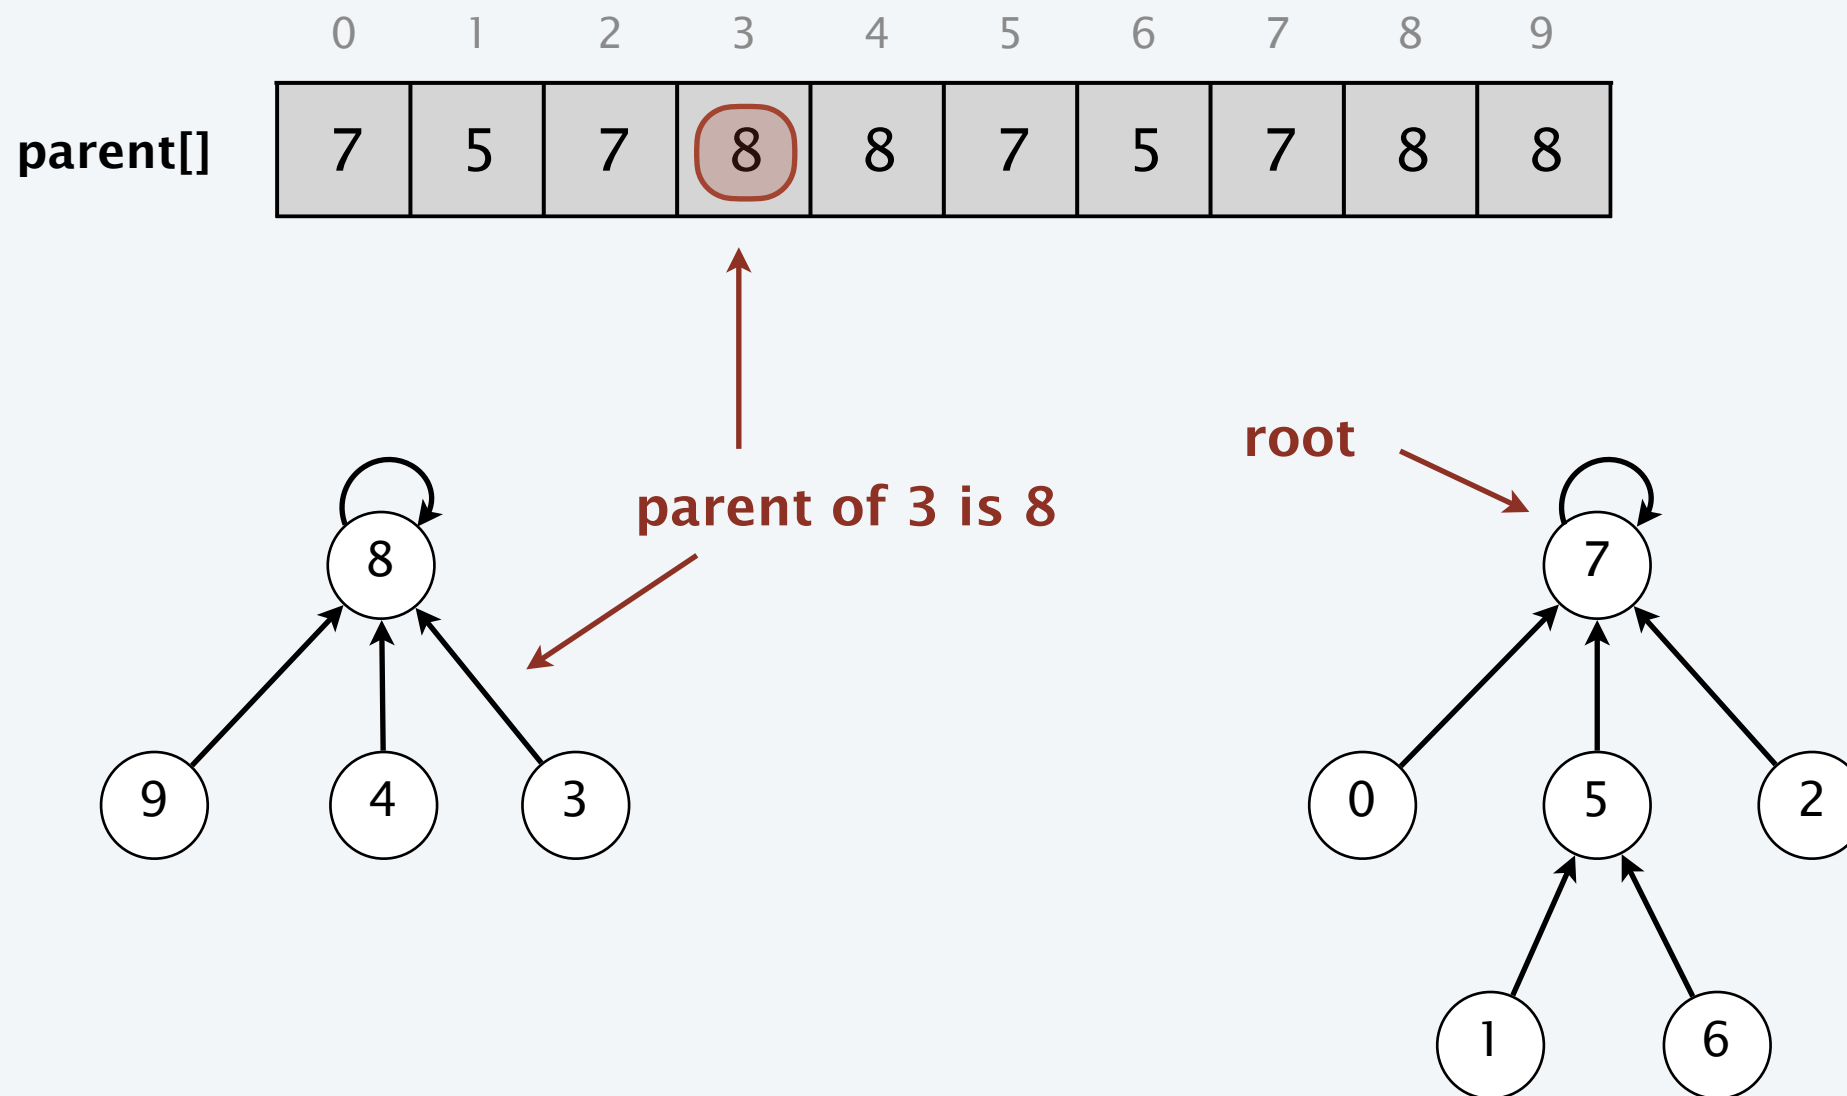 0 1 2 3 4 5 6 7 8 9
parent[] 7 5 7 8 8 7 5 7 8 8
root
parent of 3 is 8
8 7
9 4 3 0 5 2
1 6